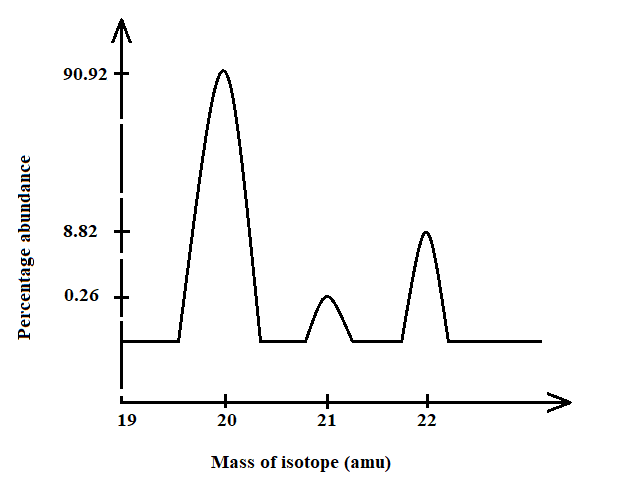 90.92
8.82
0.26
Percentage abundance
19 20 21 22
Mass of isotope (amu)